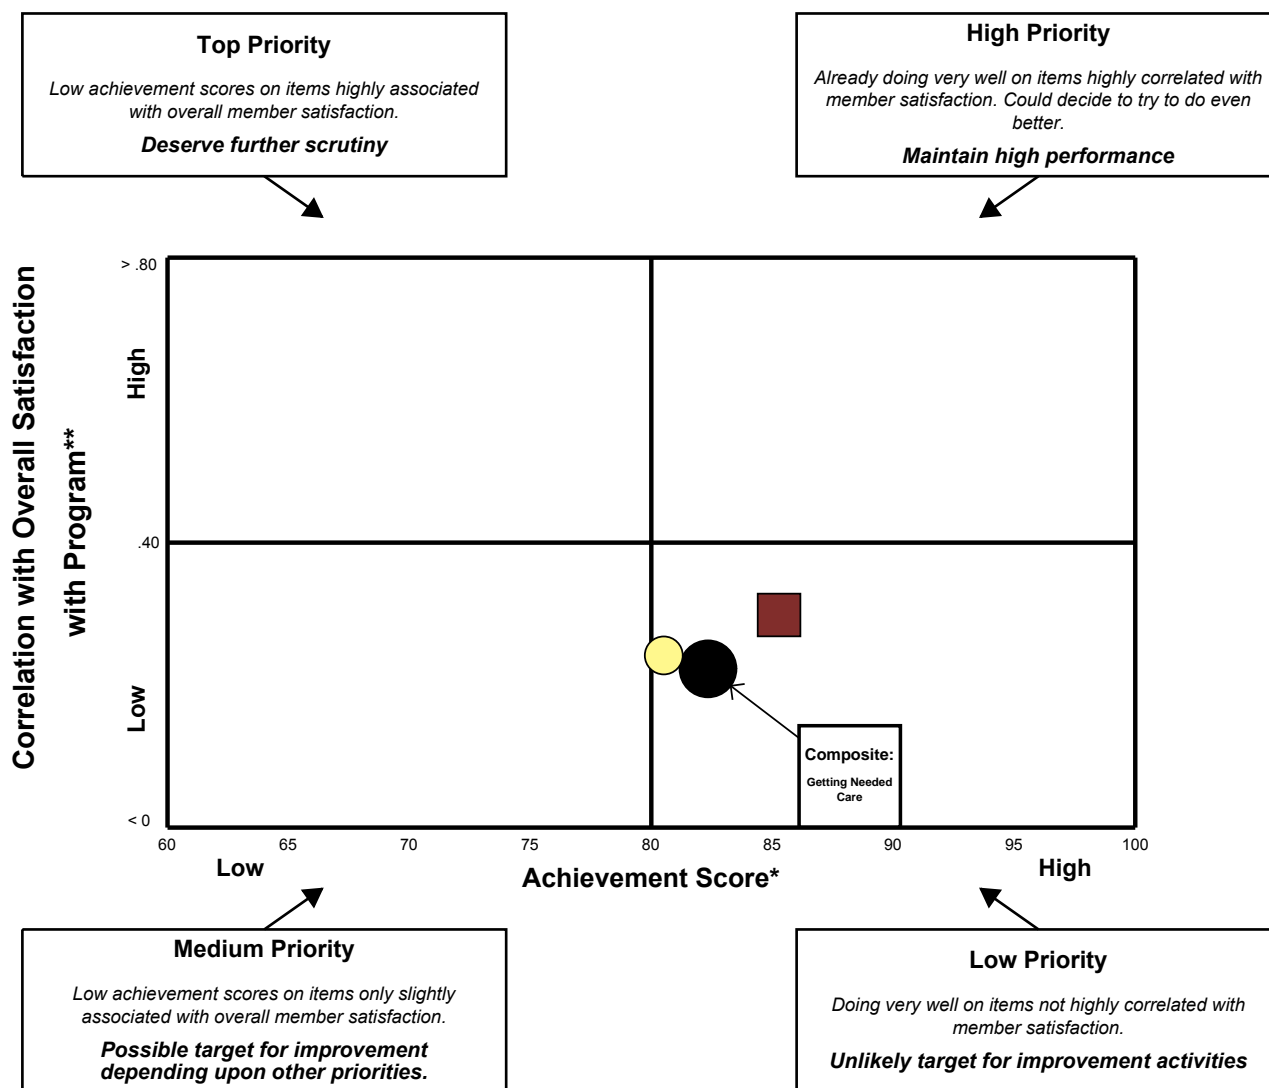 Top Priority
Low achievement scores on items highly associated
with overall member satisfaction.
Deserve further scrutiny
High Priority
Already doing very well on items highly correlated with
member satisfaction. Could decide to try to do even
better.
Maintain high performance
Correlation with Overall Satisfaction
with Program**
> .80
High
.40
Low
< 0
Composite:
Getting Needed
Care
60
65
70
75
80
85
90
95
100
Low
Achievement Score*
High
Medium Priority
Low achievement scores on items only slightly
associated with overall member satisfaction.
Possible target for improvement
depending upon other priorities.
Low Priority
Doing very well on items not highly correlated with
member satisfaction.
Unlikely target for improvement activities